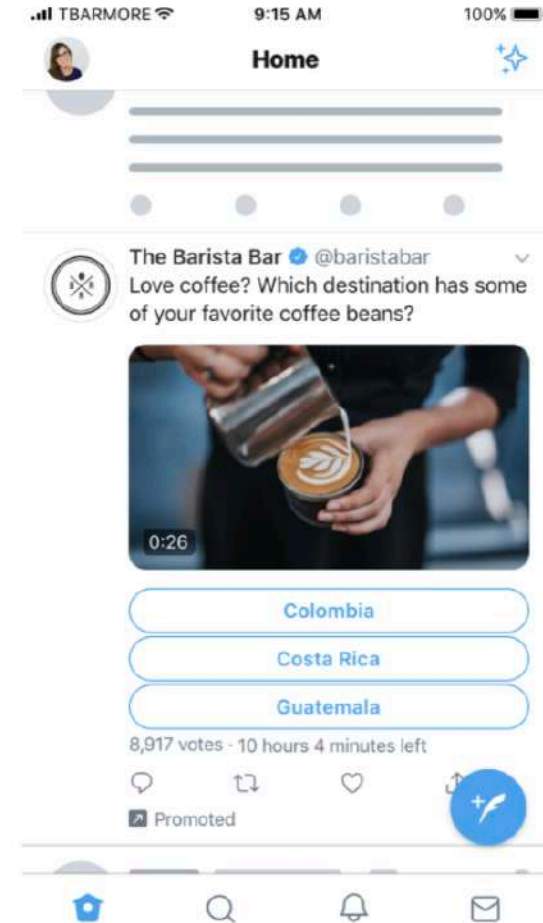 TBARMORE 9:15 AM 100%
Home
The Barista Bar @baristabar
Love coffee? Which destination has some
of your favorite coffee beans?
0:26
Colombia
Costa Rica
Guatemala
8,917 votes · 10 hours 4 minutes left
Promoted